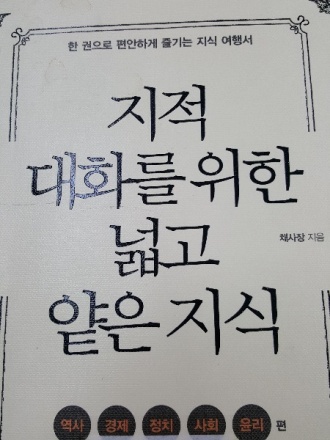 한 권으로 편안하게 즐기는 지식 여행서
지적
대화를 위한
넓고
채사장 지음
얕은 지식
역사 경제 정치 사회 윤리 편